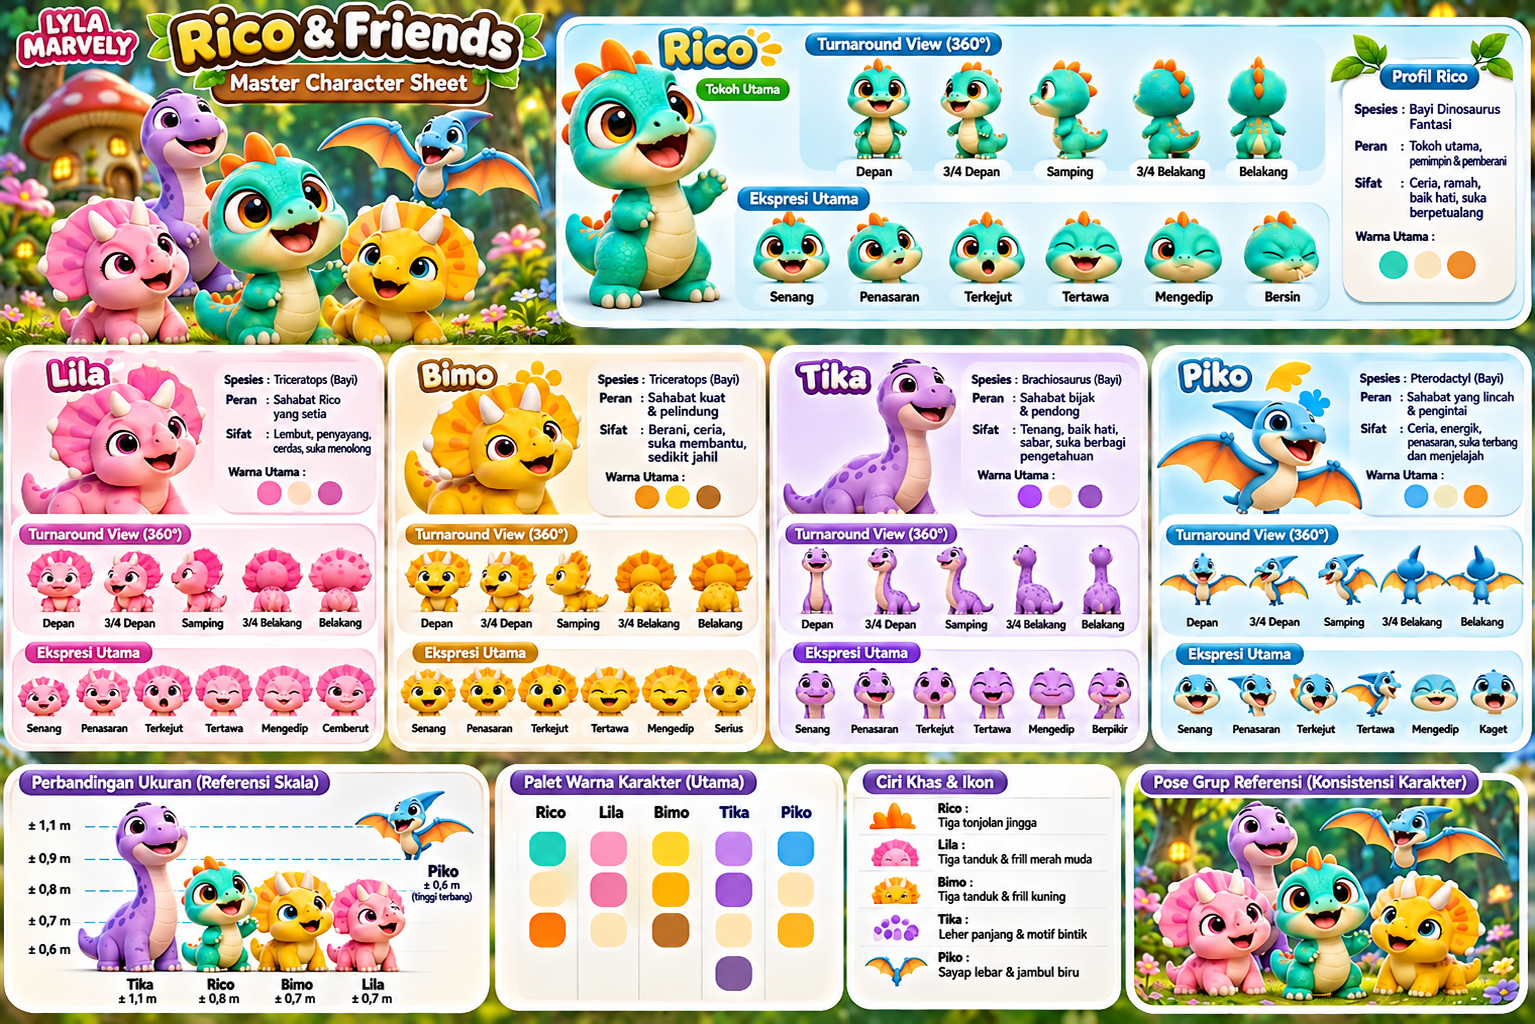 LYLA
MARVELY
Rico & Friends
Master Character Sheet
Rico
Tokoh Utama
Turnaround View (360°)
Depan
3/4 Depan
Samping
3/4 Belakang
Belakang
Ekspresi Utama
Senang
Penasaran
Terkejut
Tertawa
Mengedip
Bersin
Profil Rico
Spesies : Bayi Dinosaurus
Fantasi
Peran : Tokoh utama,
pemimpin & pemberani
Sifat : Ceria, ramah,
baik hati, suka
berpetualang
Warna Utama :
Lila
Spesies : Triceratops (Bayi)
Peran : Sahabat Rico
yang setia
Sifat : Lembut, penyayang,
cerdas, suka menolong
Warna Utama :
Turnaround View (360°)
Depan
3/4 Depan
Samping
3/4 Belakang
Belakang
Ekspresi Utama
Senang
Penasaran
Terkejut
Tertawa
Mengedip
Cemberut
Bimo
Spesies : Triceratops (Bayi)
Peran : Sahabat kuat
& pelindung
Sifat : Berani, ceria,
suka membantu,
sedikit jahil
Warna Utama :
Turnaround View (360°)
Depan
3/4 Depan
Samping
3/4 Belakang
Belakang
Ekspresi Utama
Senang
Penasaran
Terkejut
Tertawa
Mengedip
Serius
Tika
Spesies : Brachiosaurus (Bayi)
Peran : Sahabat bijak
& pendong
Sifat : Tenang, baik hati,
sabar, suka berbagi
pengetahuan
Warna Utama :
Turnaround View (360°)
Depan
3/4 Depan
Samping
3/4 Belakang
Belakang
Ekspresi Utama
Senang
Penasaran
Terkejut
Tertawa
Mengedip
Berpikir
Piko
Spesies : Pterodactyl (Bayi)
Peran : Sahabat yang lincah
& pengintai
Sifat : Ceria, energik,
penasaran, suka terbang
dan menjelajah
Warna Utama :
Turnaround View (360°)
Depan
3/4 Depan
Samping
3/4 Belakang
Belakang
Ekspresi Utama
Senang
Penasaran
Terkejut
Tertawa
Mengedip
Kaget
Perbandingan Ukuran (Referensi Skala)
± 1,1 m
± 0,9 m
± 0,8 m
± 0,7 m
± 0,6 m
Piko
± 0,6 m
(tinggi terbang)
Tika
± 1,1 m
Rico
± 0,8 m
Bimo
± 0,7 m
Lila
± 0,7 m
Palet Warna Karakter (Utama)
Rico
Lila
Bimo
Tika
Piko
Ciri Khas & Ikon
Rico :
Tiga tonjolan jingga
Lila :
Tiga tanduk & frill merah muda
Bimo :
Tiga tanduk & frill kuning
Tika :
Leher panjang & motif bintik
Piko :
Sayap lebar & jambul biru
Pose Grup Referensi (Konsistensi Karakter)